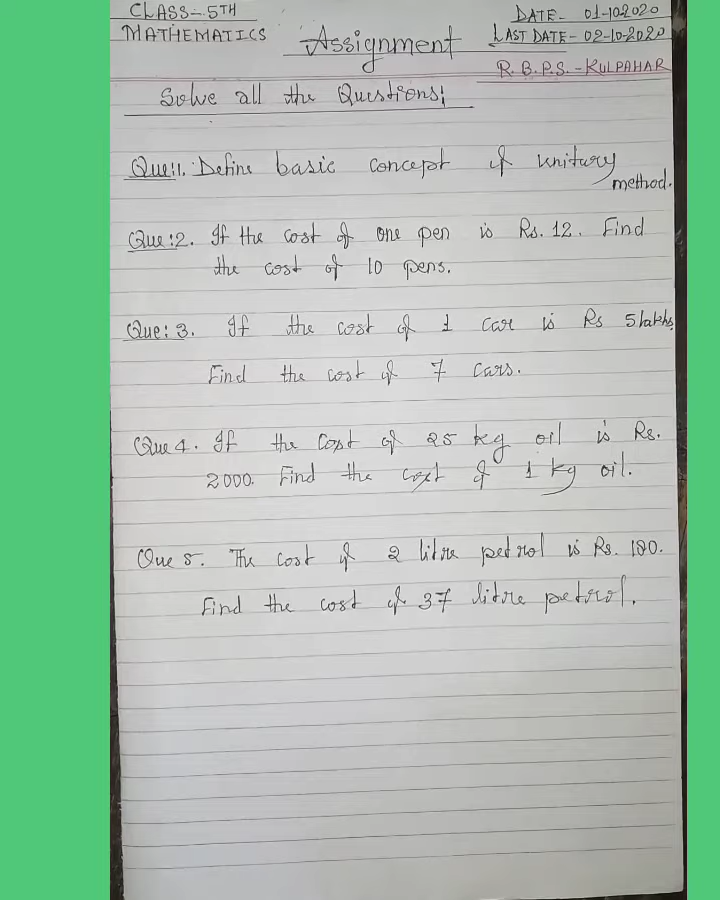 CLASS:- 5TH
DATE- 01-10-2020
MATHEMATICS
Assignment
LAST DATE- 02-10-2020
R.B.P.S.-KULPAHAR
Solve all the Questions;
Que:1. Define basic concept of unitary
method.
Que:2. If the cost of one pen is Rs. 12. Find
the cost of 10 pens.
Que: 3. If the cost of 1 car is Rs 5 lakhs
Find the cost of 7 cars.
Que 4. If the Cost of 25 kg oil is Rs.
2000. Find the cost of 1 kg oil.
Que 5. The cost of 2 litre petrol is Rs.
Find the cost of 37 litre petrol.